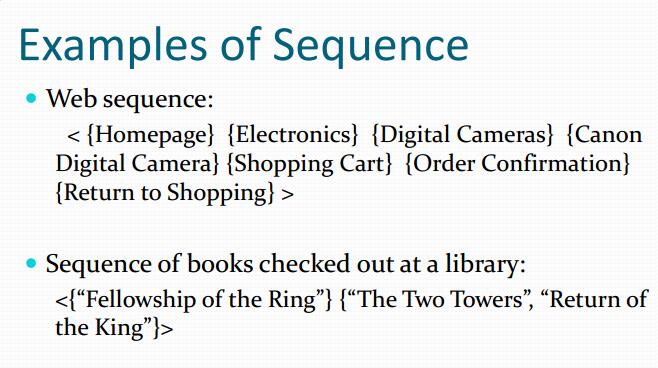 Examples of Sequence
• Web sequence:
< {Homepage} {Electronics} {Digital Cameras} {Canon
Digital Camera} {Shopping Cart} {Order Confirmation}
{Return to Shopping} >
• Sequence of books checked out at a library:
<{“Fellowship of the Ring”} {“The Two Towers”, “Return of
the King”}>